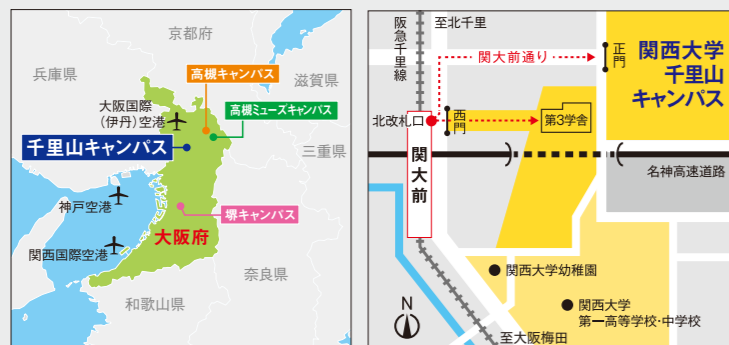 京都府
兵庫県
高槻キャンパス
滋賀県
大阪国際
(伊丹)空港
高槻ミューズキャンパス
千里山キャンパス
三重県
神戸空港
堺キャンパス
大阪府
関西国際空港
奈良県
和歌山県
阪急千里線
至北千里
関大前通り
正門
関西大学
千里山
キャンパス
北改札口
西門
第3学舎
関大前
名神高速道路
関西大学幼稚園
関西大学
第一高等学校・中学校
N
至大阪梅田